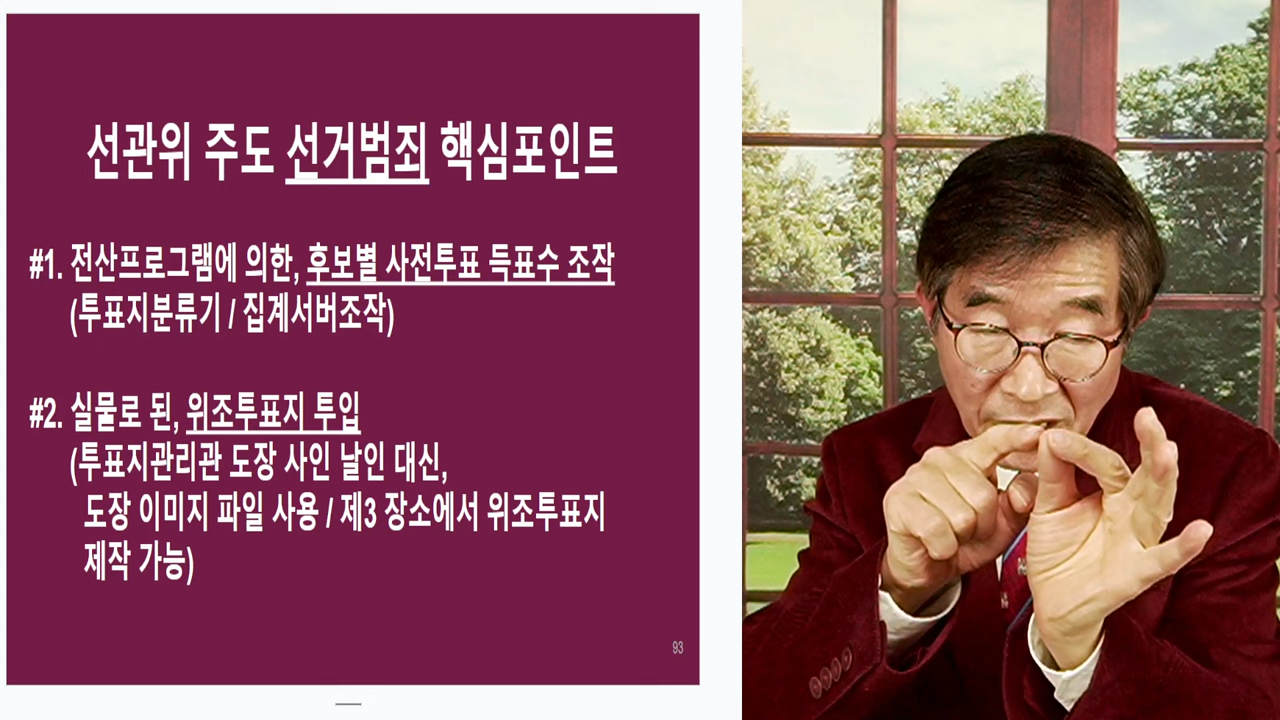 선관위 주도 선거범죄 핵심포인트
#1. 전산프로그램에 의한, 후보별 사전투표 득표수 조작
(투표지분류기 / 집계서버조작)
#2. 실물로 된, 위조투표지 투입
(투표지관리관 도장 사인 날인 대신,
도장 이미지 파일 사용 / 제3 장소에서 위조투표지
제작 가능)
93